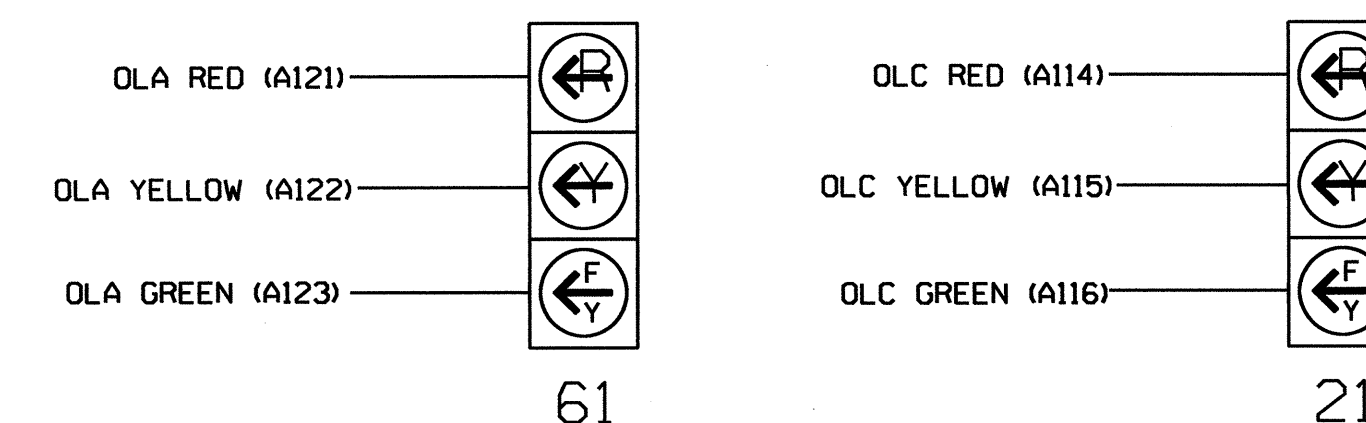 OLA RED (A121)
R
OLA YELLOW (A122)
Y
OLA GREEN (A123)
F
Y
61
OLC RED (A114)
R
OLC YELLOW (A115)
Y
OLC GREEN (A116)
F
Y
21